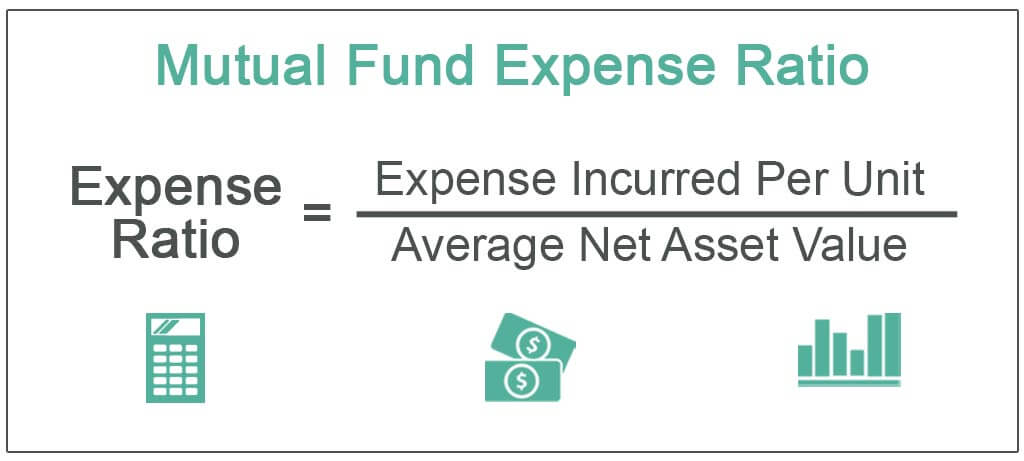 Mutual Fund Expense Ratio
Expense
Ratio
=
Expense Incurred Per Unit
Average Net Asset Value
$
$